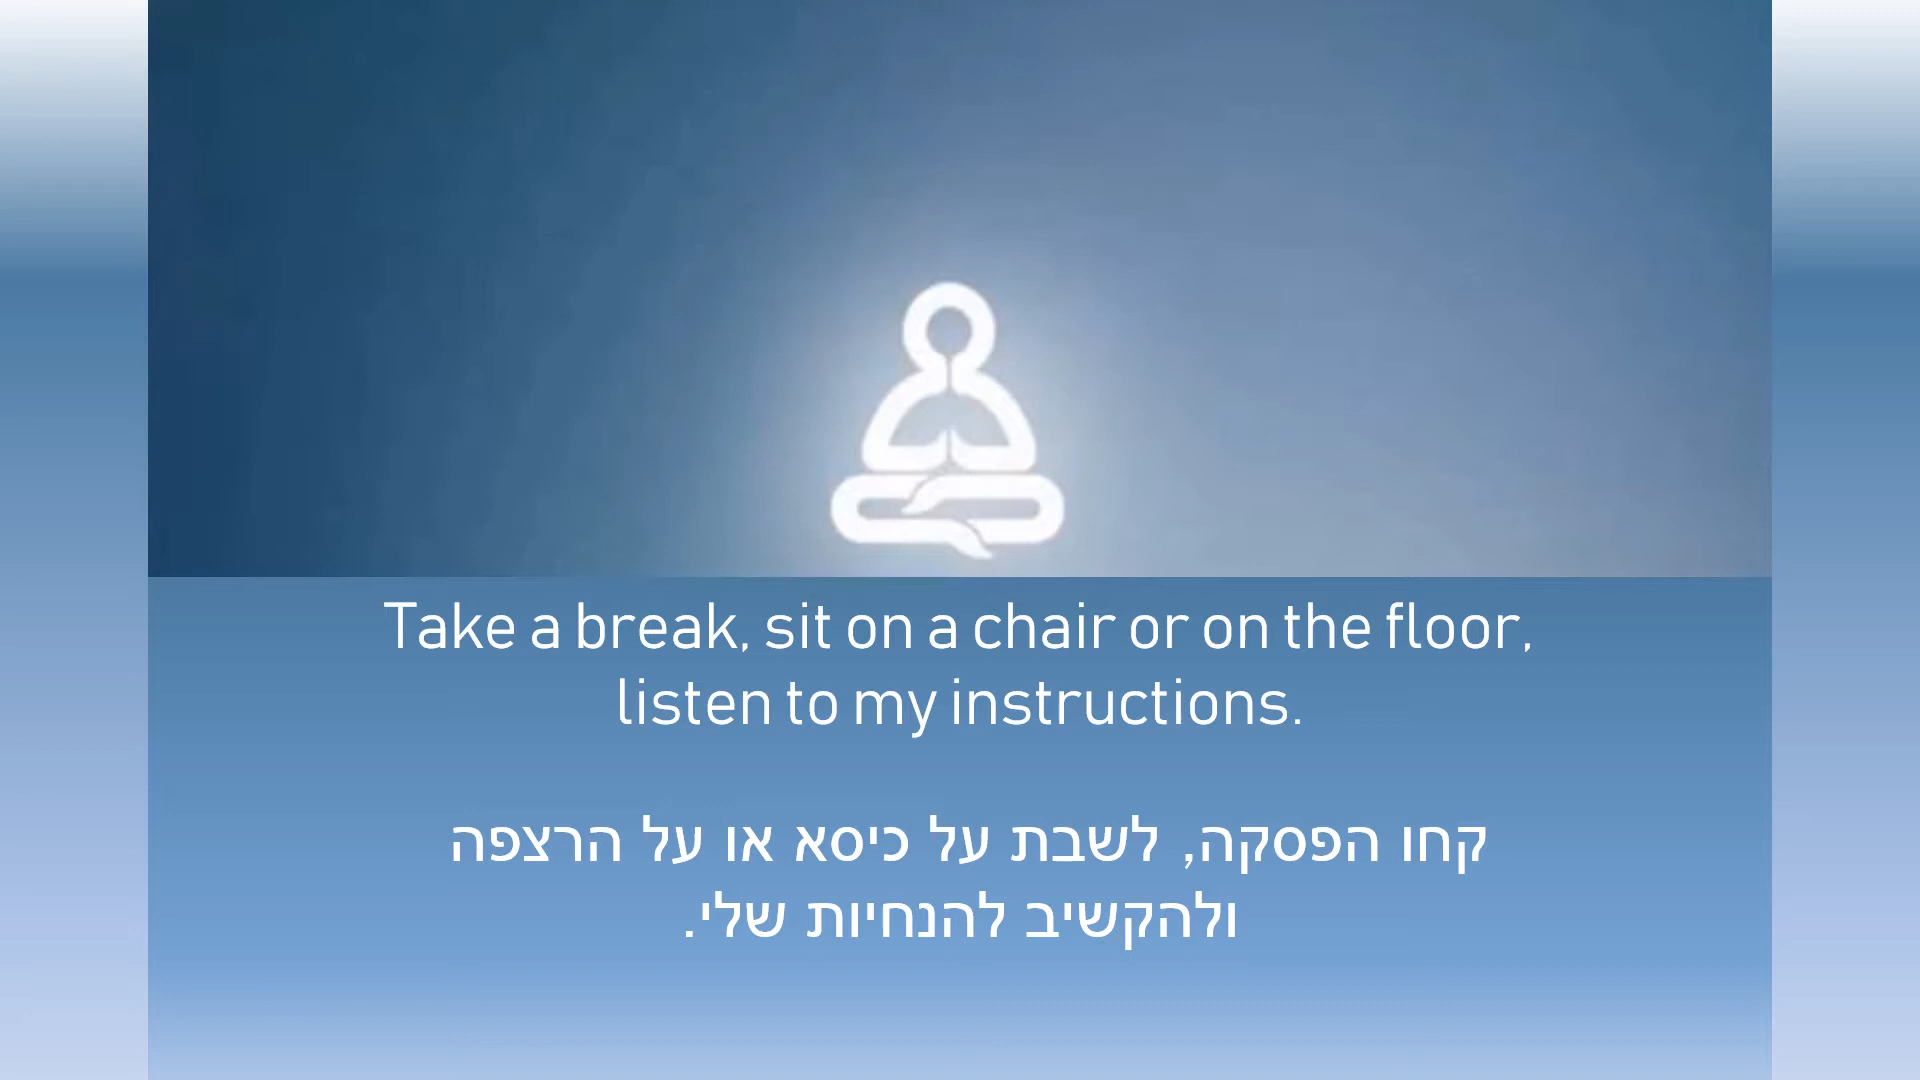 Take a break, sit on a chair or on the floor,
listen to my instructions.
קחו הפסקה, לשבת על כיסא או על הרצפה
ולהקשיב להנחיות שלי.